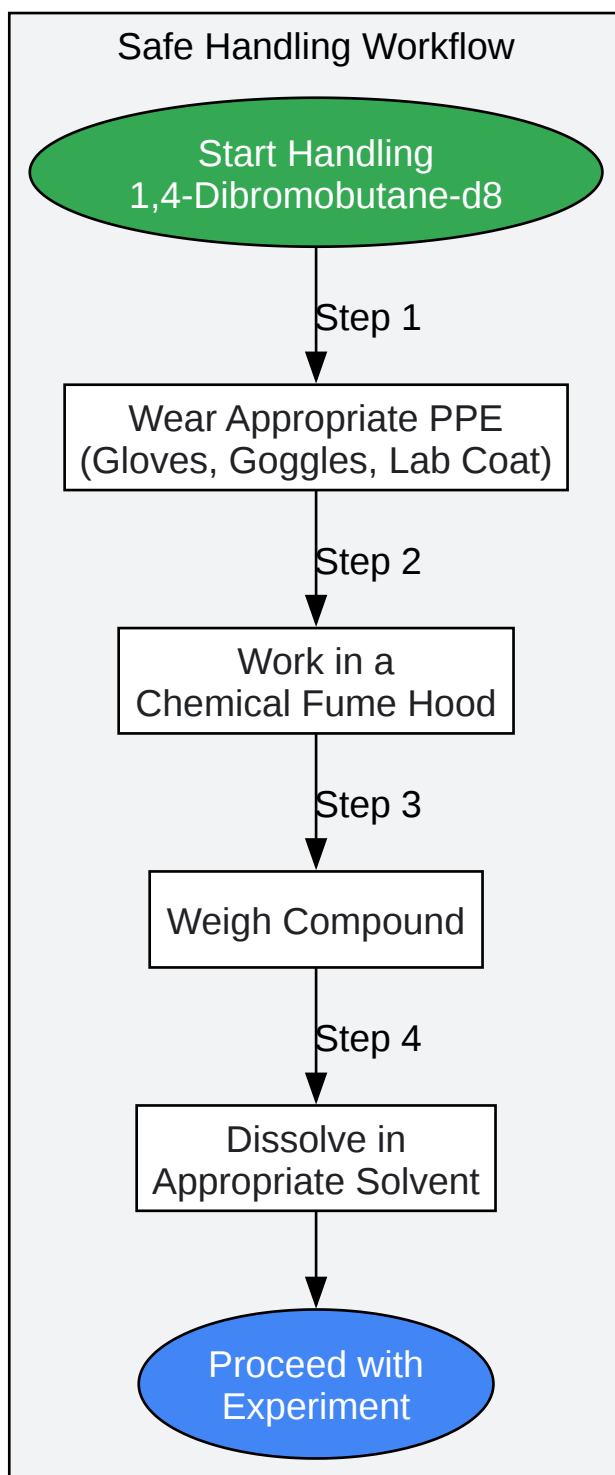 Safe Handling Workflow
Start Handling
1,4-Dibromobutane-d8
Step 1
Wear Appropriate PPE
(Gloves, Goggles, Lab Coat)
Step 2
Work in a
Chemical Fume Hood
Step 3
Weigh Compound
Step 4
Dissolve in
Appropriate Solvent
Proceed with
Experiment